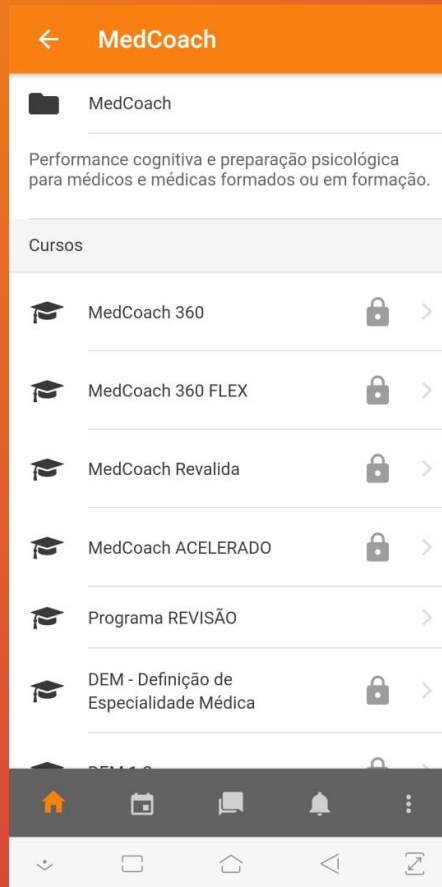 MedCoach
MedCoach
Performance cognitiva e preparação psicológica
para médicos e médicas formados ou em formação.
Cursos
MedCoach 360
MedCoach 360 FLEX
MedCoach Revalida
MedCoach ACELERADO
Programa REVISÃO
DEM - Definição de
Especialidade Médica